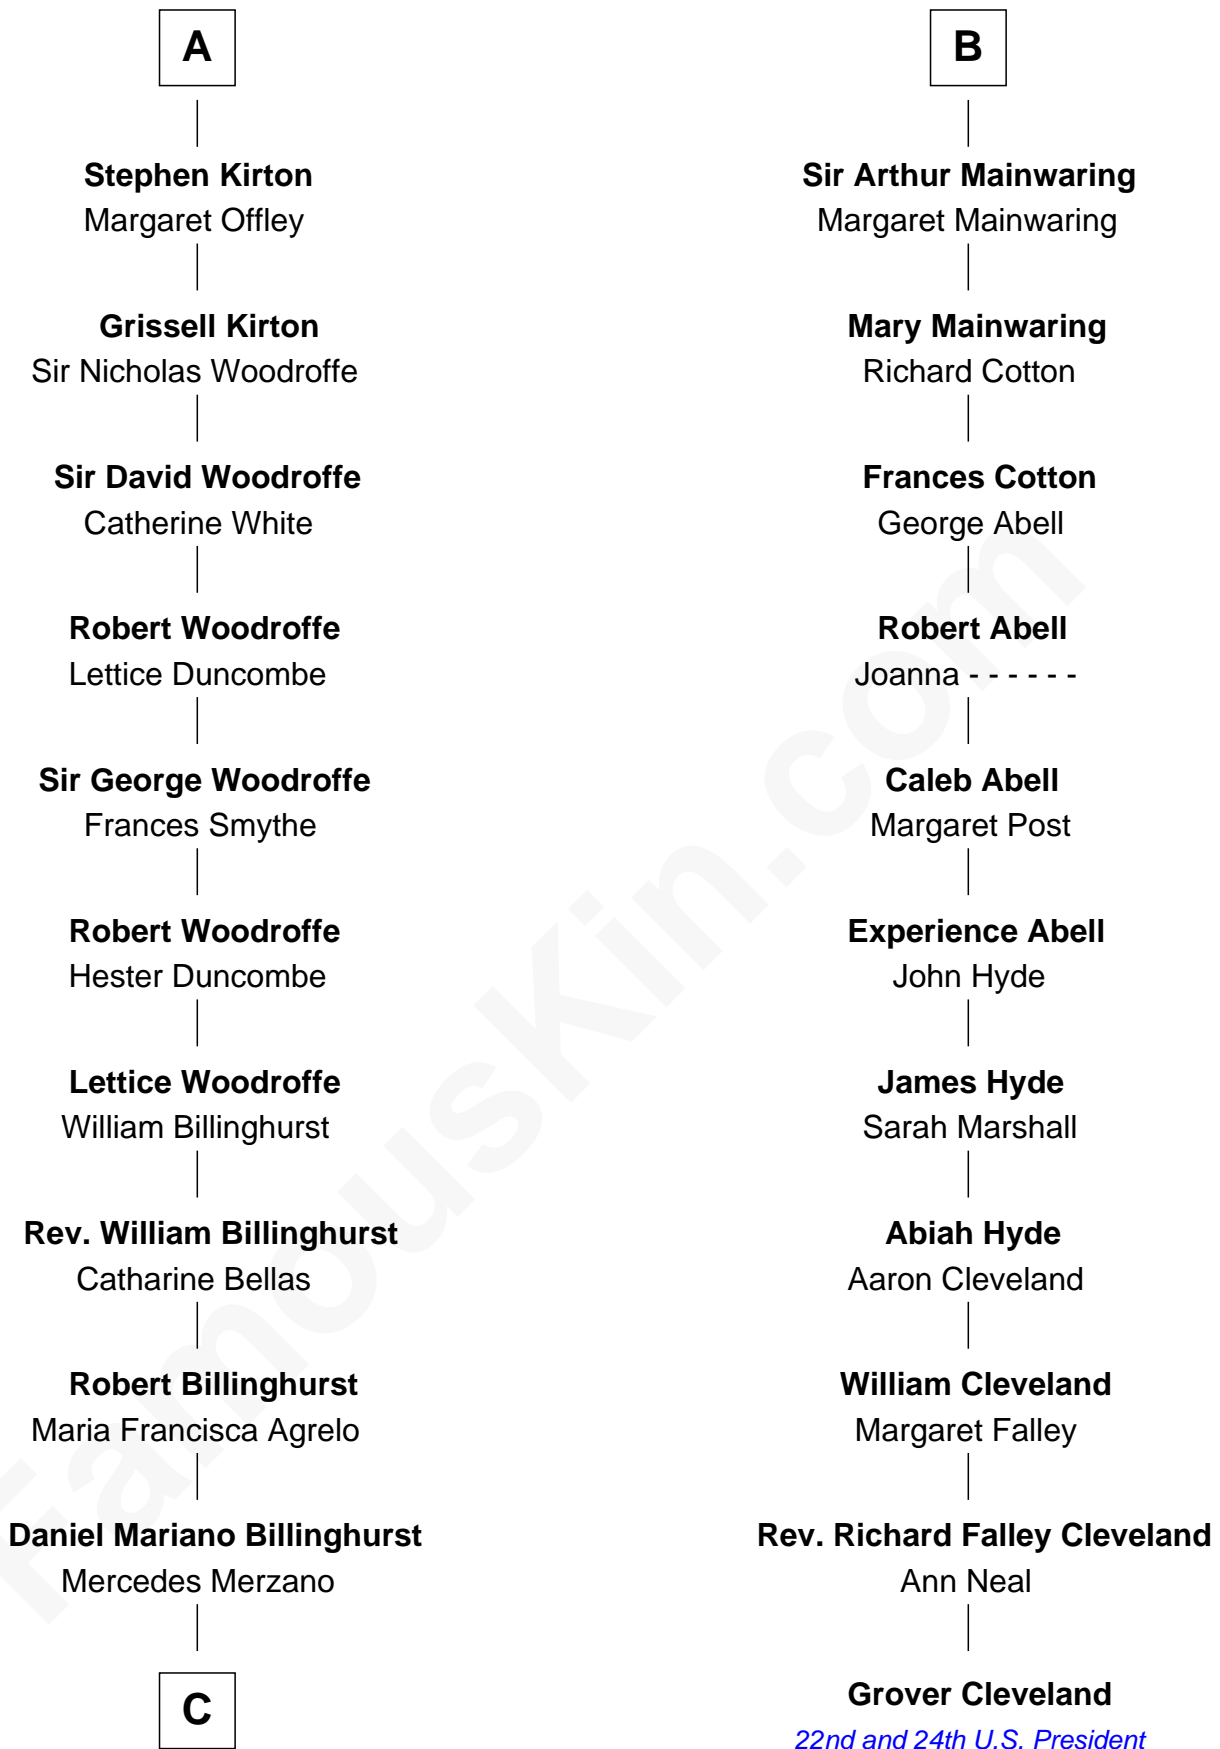 A
Stephen Kirton
Margaret Offley
Grissell Kirton
Sir Nicholas Woodroffe
Sir David Woodroffe
Catherine White
Robert Woodroffe
Lettice Duncombe
Sir George Woodroffe
Frances Smythe
Robert Woodroffe
Hester Duncombe
Lettice Woodroffe
William Billinghurst
Rev. William Billinghurst
Catharine Bellas
Robert Billinghurst
Maria Francisca Agrelo
Daniel Mariano Billinghurst
Mercedes Merzano
C
B
Sir Arthur Mainwaring
Margaret Mainwaring
Mary Mainwaring
Richard Cotton
Frances Cotton
George Abell
Robert Abell
Joanna - - - - - -
Caleb Abell
Margaret Post
Experience Abell
John Hyde
James Hyde
Sarah Marshall
Abiah Hyde
Aaron Cleveland
William Cleveland
Margaret Falley
Rev. Richard Falley Cleveland
Ann Neal
Grover Cleveland
22nd and 24th U.S. President
FamousKin.com